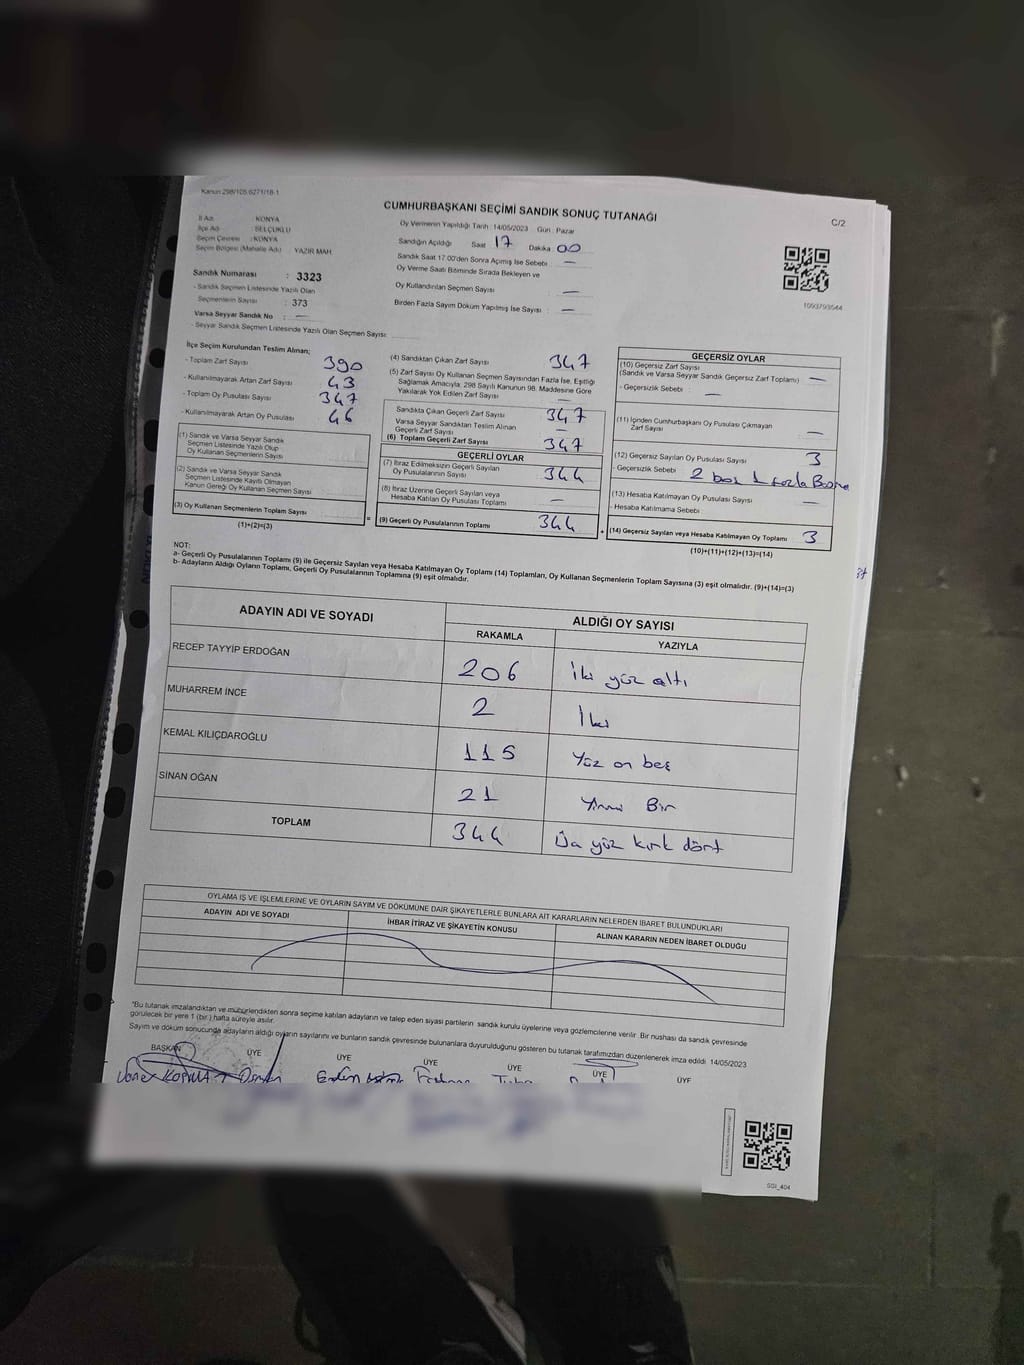 Kanun 298/105 6271/18-1
CUMHURBAŞKANI SEÇİMİ SANDIK SONUÇ TUTANAĞI
C/2
İl Adı : KONYA
İlçe Adı : SELÇUKLU
Seçim Çevresi : KONYA
Seçim Bölgesi (Mahalle Adı) : YAZIR MAH.
Sandık Numarası : 3323
- Sandık Seçmen Listesinde Yazılı Olan
Seçmenlerin Sayısı : 373
Varsa Seyyar Sandık No : —
- Seyyar Sandık Seçmen Listesinde Yazılı Olan Seçmen Sayısı:
Oy Vermenin Yapıldığı Tarih : 14/05/2023 Gün : Pazar
Sandığın Açıldığı Saat : 17 Dakika : 00
Sandık Saat 17.00'den Sonra Açılmış İse Sebebi : —
Oy Verme Saati Bitiminde Sırada Bekleyen ve
Oy Kullandırılan Seçmen Sayısı : —
Birden Fazla Sayım Döküm Yapılmış İse Sayısı : —
1093793544
İlçe Seçim Kurulundan Teslim Alınan;
- Toplam Zarf Sayısı : 390
- Kullanılmayarak Artan Zarf Sayısı : 43
- Toplam Oy Pusulası Sayısı : 347
- Kullanılmayarak Artan Oy Pusulası : 46
(1) Sandık ve Varsa Seyyar Sandık
Seçmen Listesinde Yazılı Olup
Oy Kullanan Seçmenlerin Sayısı :
(2) Sandık ve Varsa Seyyar Sandık
Seçmen Listesinde Kayıtlı Olmayan
Kanun Gereği Oy Kullanan Seçmen Sayısı :
(3) Oy Kullanan Seçmenlerin Toplam Sayısı :
(1)+(2)=(3)
(4) Sandıktan Çıkan Zarf Sayısı : 347
(5) Zarf Sayısı Oy Kullanan Seçmen Sayısından Fazla İse, Eşitliği
Sağlamak Amacıyla; 298 Sayılı Kanunun 98. Maddesine Göre
Yakılarak Yok Edilen Zarf Sayısı : —
Sandıkta Çıkan Geçerli Zarf Sayısı : 347
Varsa Seyyar Sandıktan Teslim Alınan
Geçerli Zarf Sayısı : —
(6) Toplam Geçerli Zarf Sayısı : 347
GEÇERLİ OYLAR
(7) İtiraz Edilmeksizin Geçerli Sayılan
Oy Pusulalarının Sayısı : 344
(8) İtiraz Üzerine Geçerli Sayılan veya
Hesaba Katılan Oy Pusulası Toplamı : —
= (9) Geçerli Oy Pusulalarının Toplamı : 344
GEÇERSİZ OYLAR
(10) Geçersiz Zarf Sayısı
(Sandık ve Varsa Seyyar Sandık Geçersiz Zarf Toplamı) : —
- Geçersizlik Sebebi : —
(11) İçinden Cumhurbaşkanı Oy Pusulası Çıkmayan
Zarf Sayısı : —
(12) Geçersiz Sayılan Oy Pusulası Sayısı : 3
- Geçersizlik Sebebi : 2 boş 1 fazla
(13) Hesaba Katılmayan Oy Pusulası Sayısı : —
- Hesaba Katılmama Sebebi :
+ (14) Geçersiz Sayılan veya Hesaba Katılmayan Oy Toplamı : 3
(10)+(11)+(12)+(13)=(14)
NOT:
a- Geçerli Oy Pusulalarının Toplamı (9) ile Geçersiz Sayılan veya Hesaba Katılmayan Oy Toplamı (14) Toplamları, Oy Kullanan Seçmenlerin Toplam Sayısına (3) eşit olmalıdır. (9)+(14)=(3)
b- Adayların Aldığı Oyların Toplamı, Geçerli Oy Pusulalarının Toplamına (9) eşit olmalıdır.
ADAYIN ADI VE SOYADI ALDIĞI OY SAYISI
RAKAMLA YAZIYLA
RECEP TAYYİP ERDOĞAN 206 İki yüz altı
MUHARREM İNCE 2 İki
KEMAL KILIÇDAROĞLU 115 Yüz on beş
SİNAN OĞAN 21 Yirmi Bir
TOPLAM 344 Üç yüz kırk dört
OYLAMA İŞ VE İŞLEMLERİNE VE OYLARIN SAYIM VE DÖKÜMÜNE DAİR ŞİKAYETLERLE BUNLARA AİT KARARLARIN NELERDEN İBARET BULUNDUKLARI
ADAYIN ADI VE SOYADI İHBAR İTİRAZ VE ŞİKAYETİN KONUSU ALINAN KARARIN NEDEN İBARET OLDUĞU
*Bu tutanak imzalandıktan ve mühürlendikten sonra seçime katılan adayların ve talep eden siyasi partilerin sandık kurulu üyelerine veya gözlemcilerine verilir. Bir nushası da sandık çevresinde
görülecek bir yere 1 (bir) hafta süreyle asılır.
Sayım ve döküm sonucunda adayların aldığı oyların sayılarını ve bunların sandık çevresinde bulunanlara duyurulduğunu gösteren bu tutanak tarafımızdan düzenlenerek imza edildi 14/05/2023
BAŞKAN ÜYE ÜYE ÜYE ÜYE ÜYE ÜYE
SSI_404